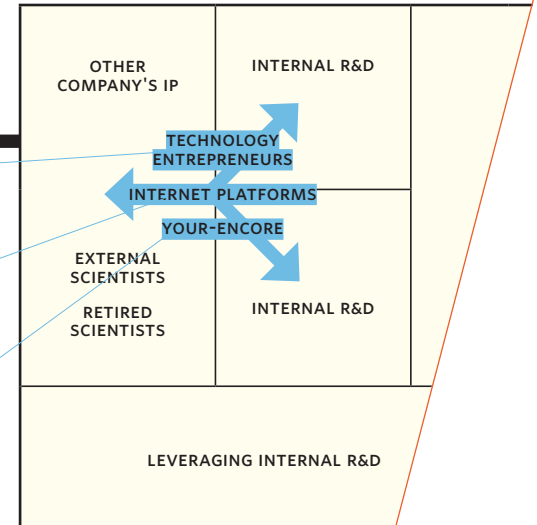 OTHER
COMPANY'S IP
INTERNAL R&D
TECHNOLOGY
ENTREPRENEURS
INTERNET PLATFORMS
YOUR-ENCORE
EXTERNAL
SCIENTISTS
RETIRED
SCIENTISTS
INTERNAL R&D
LEVERAGING INTERNAL R&D